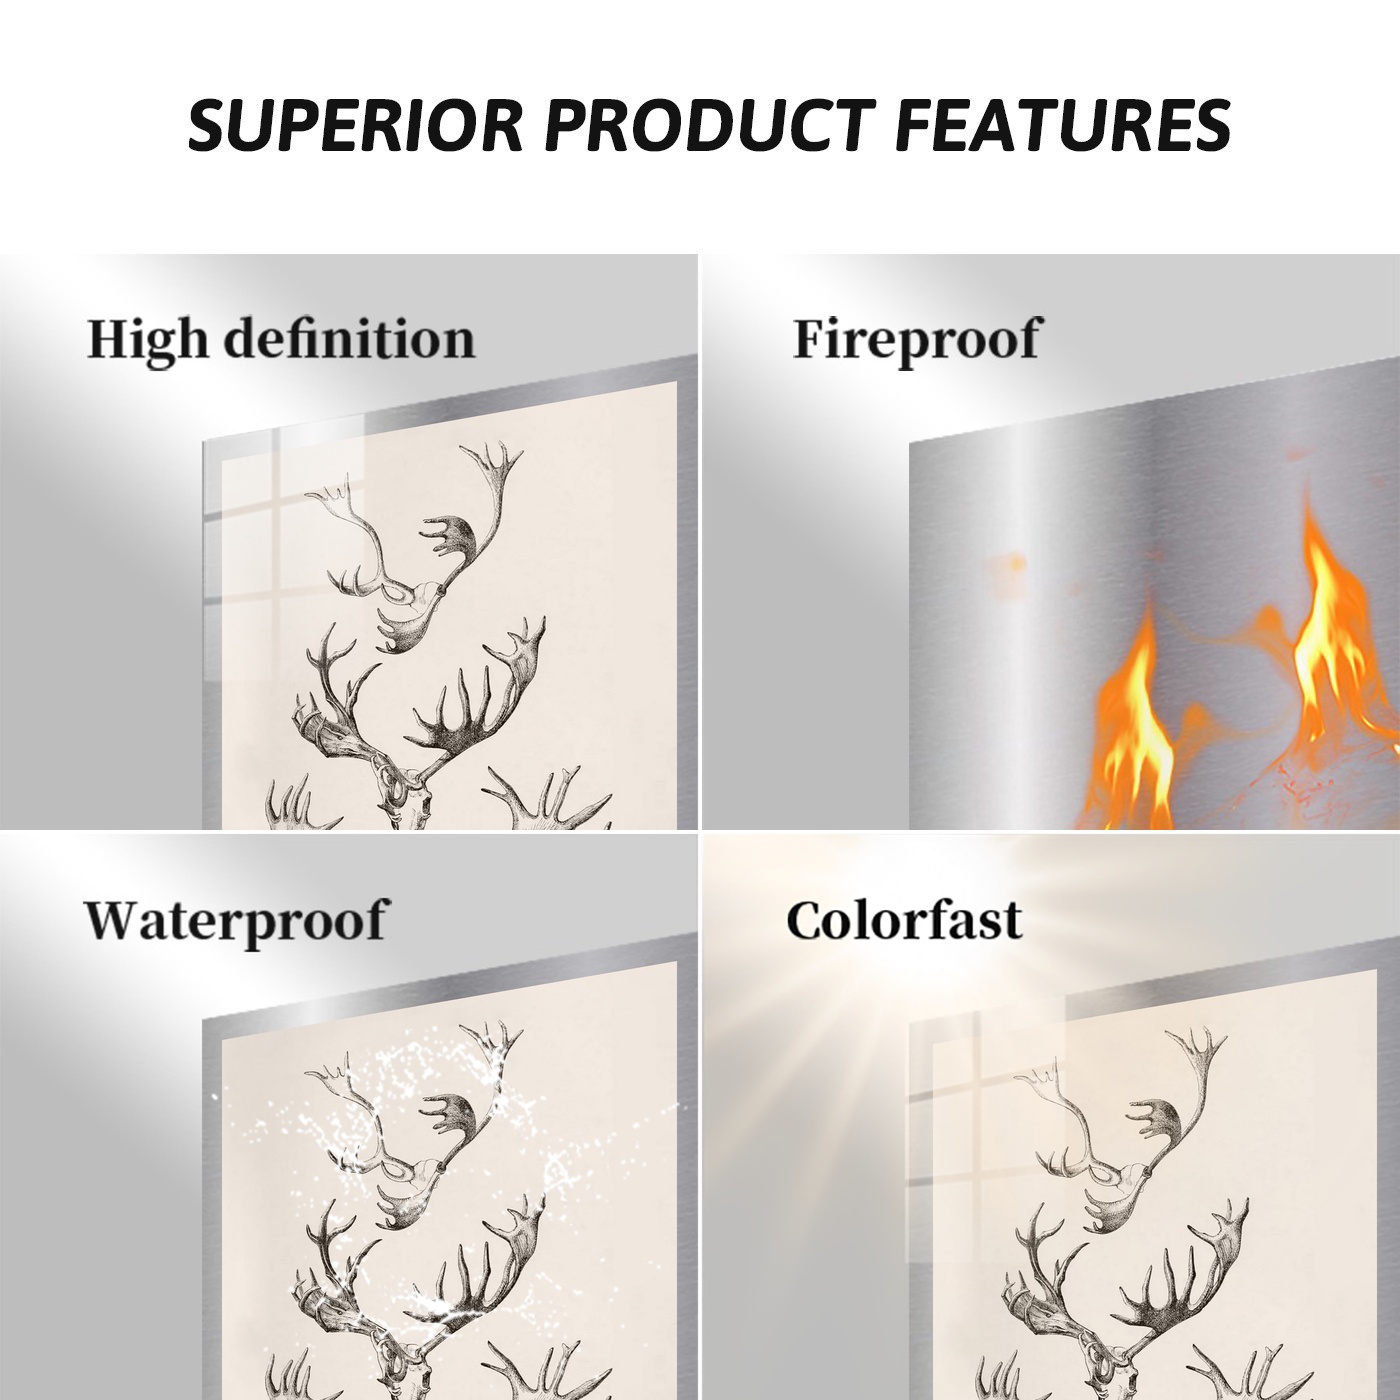 SUPERIOR PRODUCT FEATURES
High definition
Fireproof
Waterproof
Colorfast